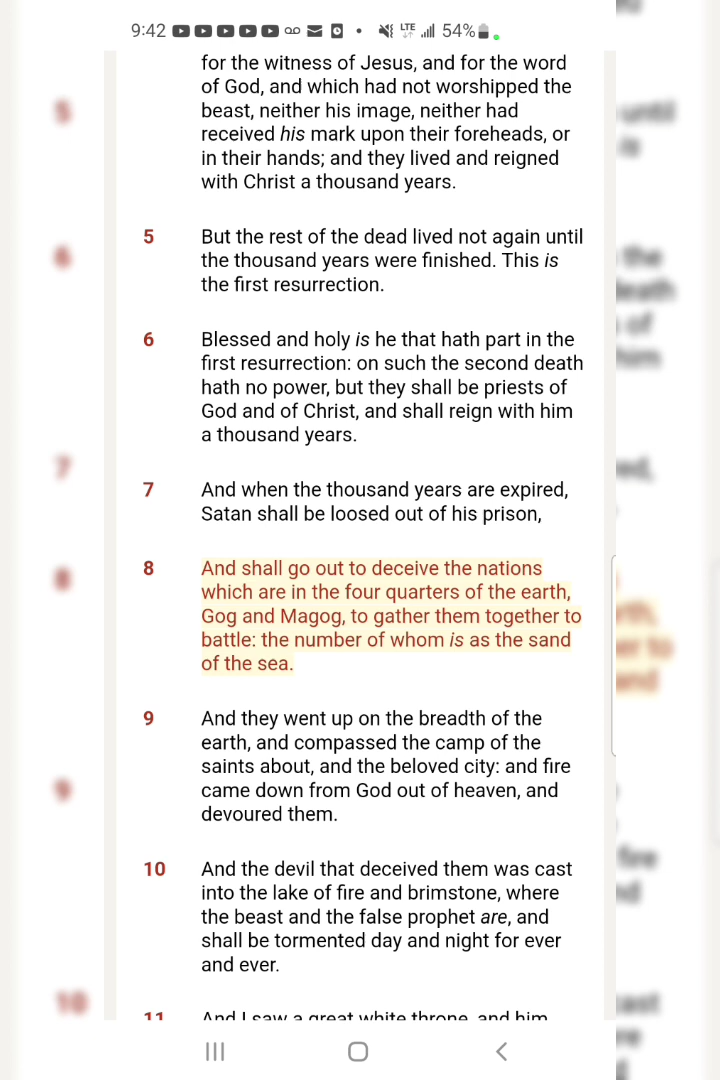 9:42 LTE 54%
for the witness of Jesus, and for the word
of God, and which had not worshipped the
beast, neither his image, neither had
received his mark upon their foreheads, or
in their hands; and they lived and reigned
with Christ a thousand years.
5 But the rest of the dead lived not again until
the thousand years were finished. This is
the first resurrection.
6 Blessed and holy is he that hath part in the
first resurrection: on such the second death
hath no power, but they shall be priests of
God and of Christ, and shall reign with him
a thousand years.
7 And when the thousand years are expired,
Satan shall be loosed out of his prison,
8 And shall go out to deceive the nations
which are in the four quarters of the earth,
Gog and Magog, to gather them together to
battle: the number of whom is as the sand
of the sea.
9 And they went up on the breadth of the
earth, and compassed the camp of the
saints about, and the beloved city: and fire
came down from God out of heaven, and
devoured them.
10 And the devil that deceived them was cast
into the lake of fire and brimstone, where
the beast and the false prophet are, and
shall be tormented day and night for ever
and ever.
11 And I saw a great white throne, and him